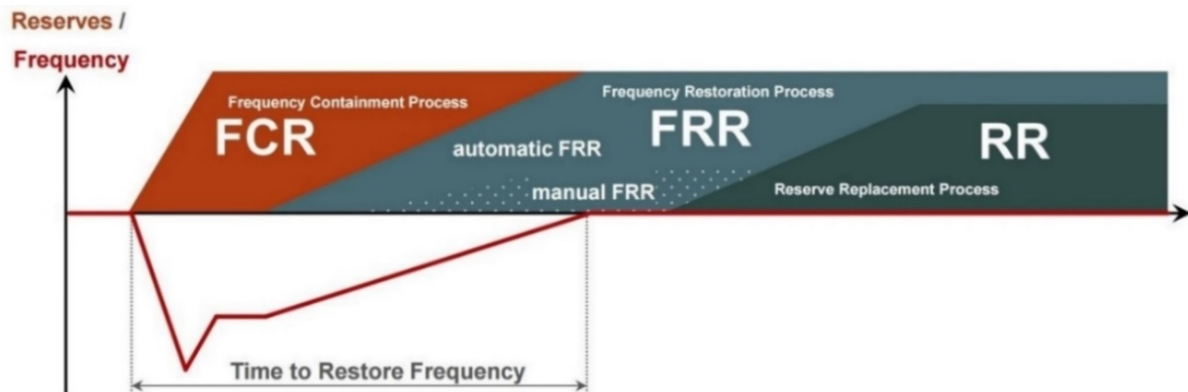 Reserves /
Frequency
Frequency Containment Process
FCR
Frequency Restoration Process
FRR
automatic FRR
manual FRR
RR
Reserve Replacement Process
Time to Restore Frequency